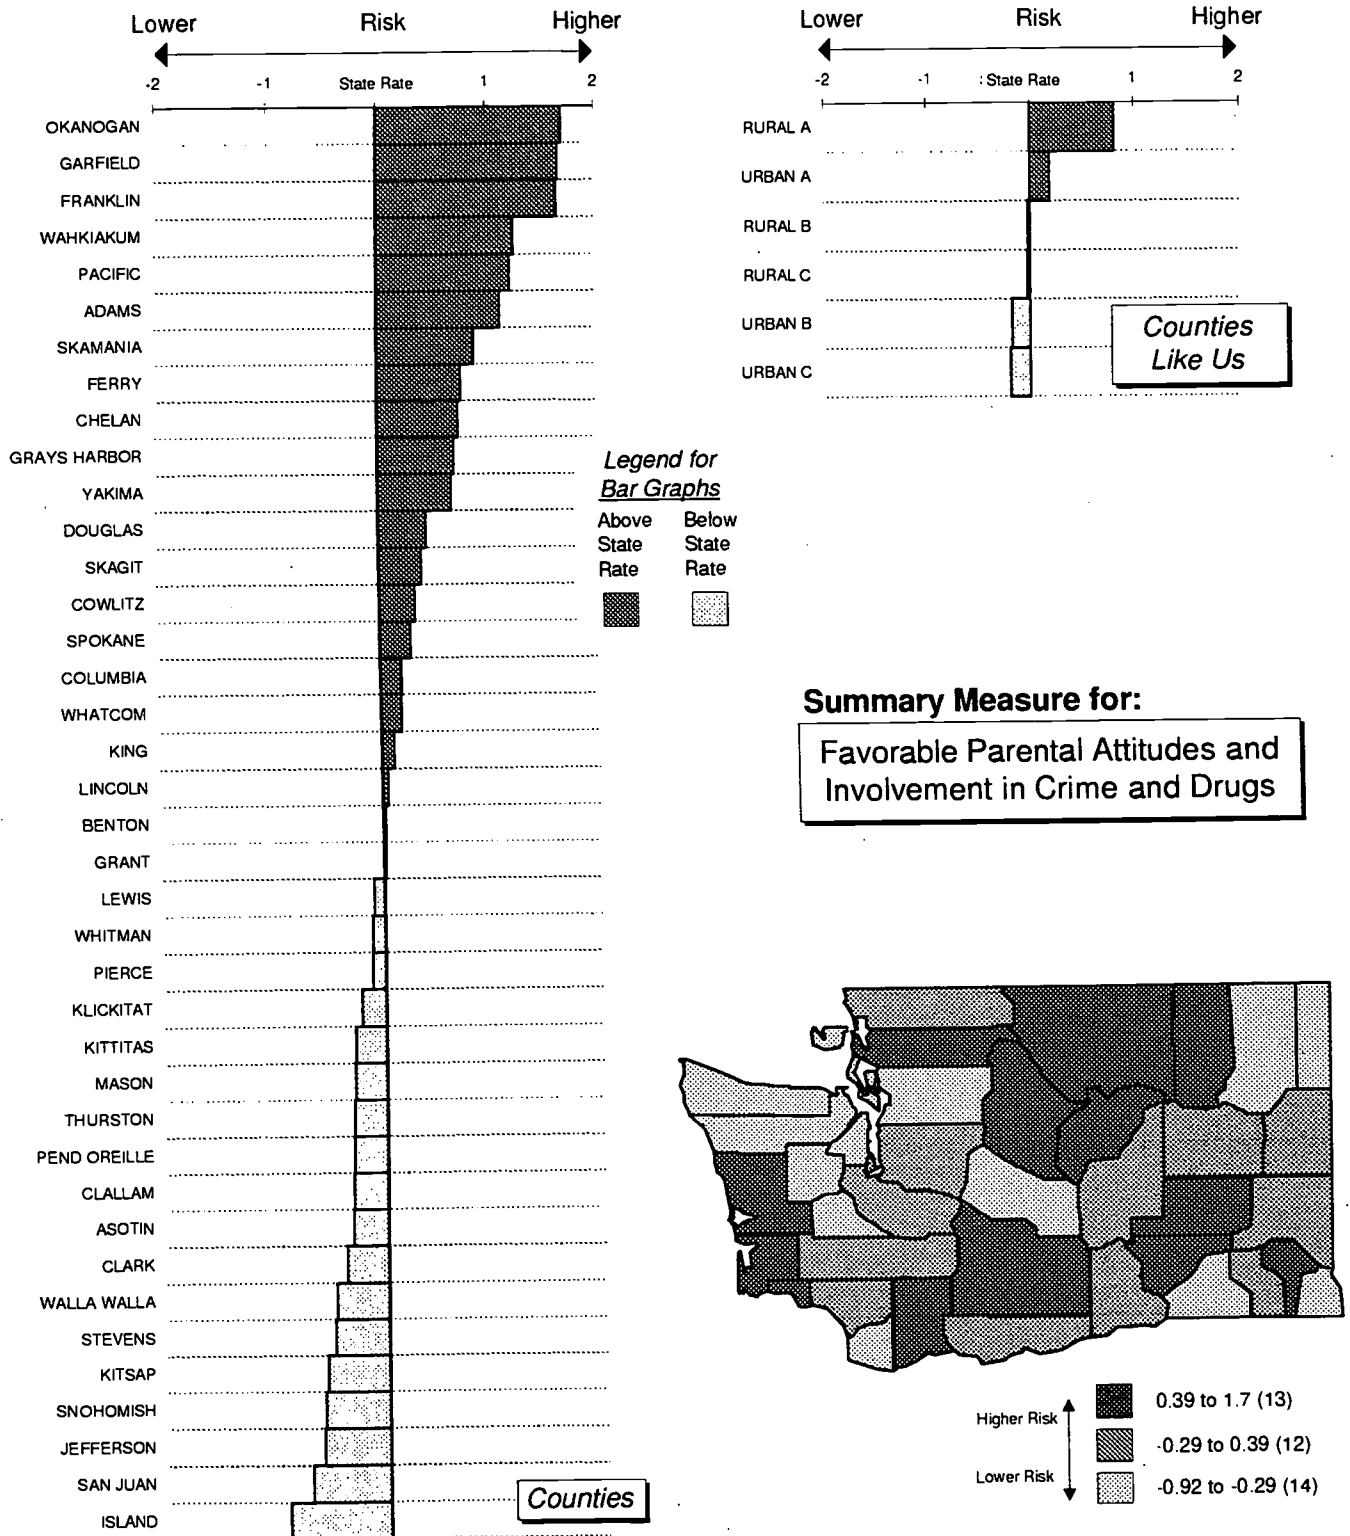 Lower Risk Higher
-2 -1 State Rate 1 2
OKANOGAN
GARFIELD
FRANKLIN
WAHKIAKUM
PACIFIC
ADAMS
SKAMANIA
FERRY
CHELAN
GRAYS HARBOR
YAKIMA
DOUGLAS
SKAGIT
COWLITZ
SPOKANE
COLUMBIA
WHATCOM
KING
LINCOLN
BENTON
GRANT
LEWIS
WHITMAN
PIERCE
KLICKITAT
KITTITAS
MASON
THURSTON
PEND OREILLE
CLALLAM
ASOTIN
CLARK
WALLA WALLA
STEVENS
KITSAP
SNOHOMISH
JEFFERSON
SAN JUAN
ISLAND
Counties
Lower Risk Higher
-2 -1 State Rate 1 2
RURAL A
URBAN A
RURAL B
RURAL C
URBAN B
URBAN C
Counties
Like Us
Legend for
Bar Graphs
Above Below
State State
Rate Rate
Summary Measure for:
Favorable Parental Attitudes and
Involvement in Crime and Drugs
Higher Risk
Lower Risk
0.39 to 1.7 (13)
-0.29 to 0.39 (12)
-0.92 to -0.29 (14)